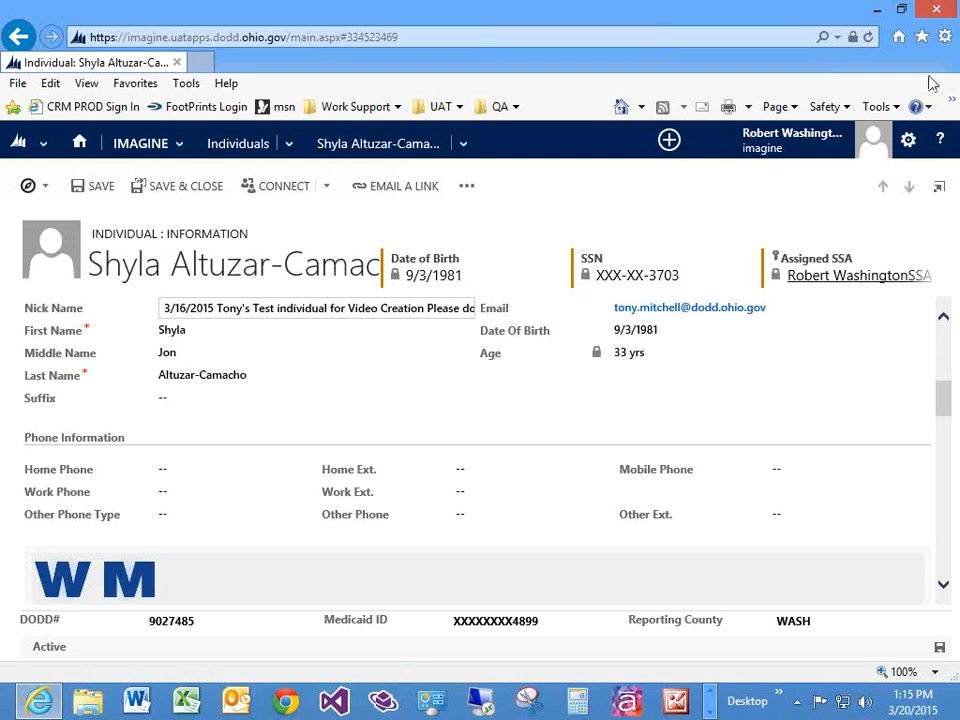 https://imagine.uatapps.dodd.ohio.gov/main.aspx#334523469
Individual: Shyla Altuzar-Ca...
File Edit View Favorites Tools Help
CRM PROD Sign In FootPrints Login msn Work Support UAT QA Page Safety Tools
IMAGINE Individuals Shyla Altuzar-Cama... Robert Washingt...
imagine
SAVE SAVE & CLOSE CONNECT EMAIL A LINK
INDIVIDUAL : INFORMATION
Shyla Altuzar-Camac
Date of Birth SSN Assigned SSA
9/3/1981 XXX-XX-3703 Robert WashingtonSSA
Nick Name 3/16/2015 Tony's Test individual for Video Creation Please do Email tony.mitchell@dodd.ohio.gov
First Name* Shyla Date Of Birth 9/3/1981
Middle Name Jon Age 33 yrs
Last Name* Altuzar-Camacho
Suffix --
Phone Information
Home Phone -- Home Ext. -- Mobile Phone --
Work Phone -- Work Ext. --
Other Phone Type -- Other Phone -- Other Ext. --
W M
DODD# 9027485 Medicaid ID XXXXXXXX4899 Reporting County WASH
Active
100%
Desktop 1:15 PM
3/20/2015